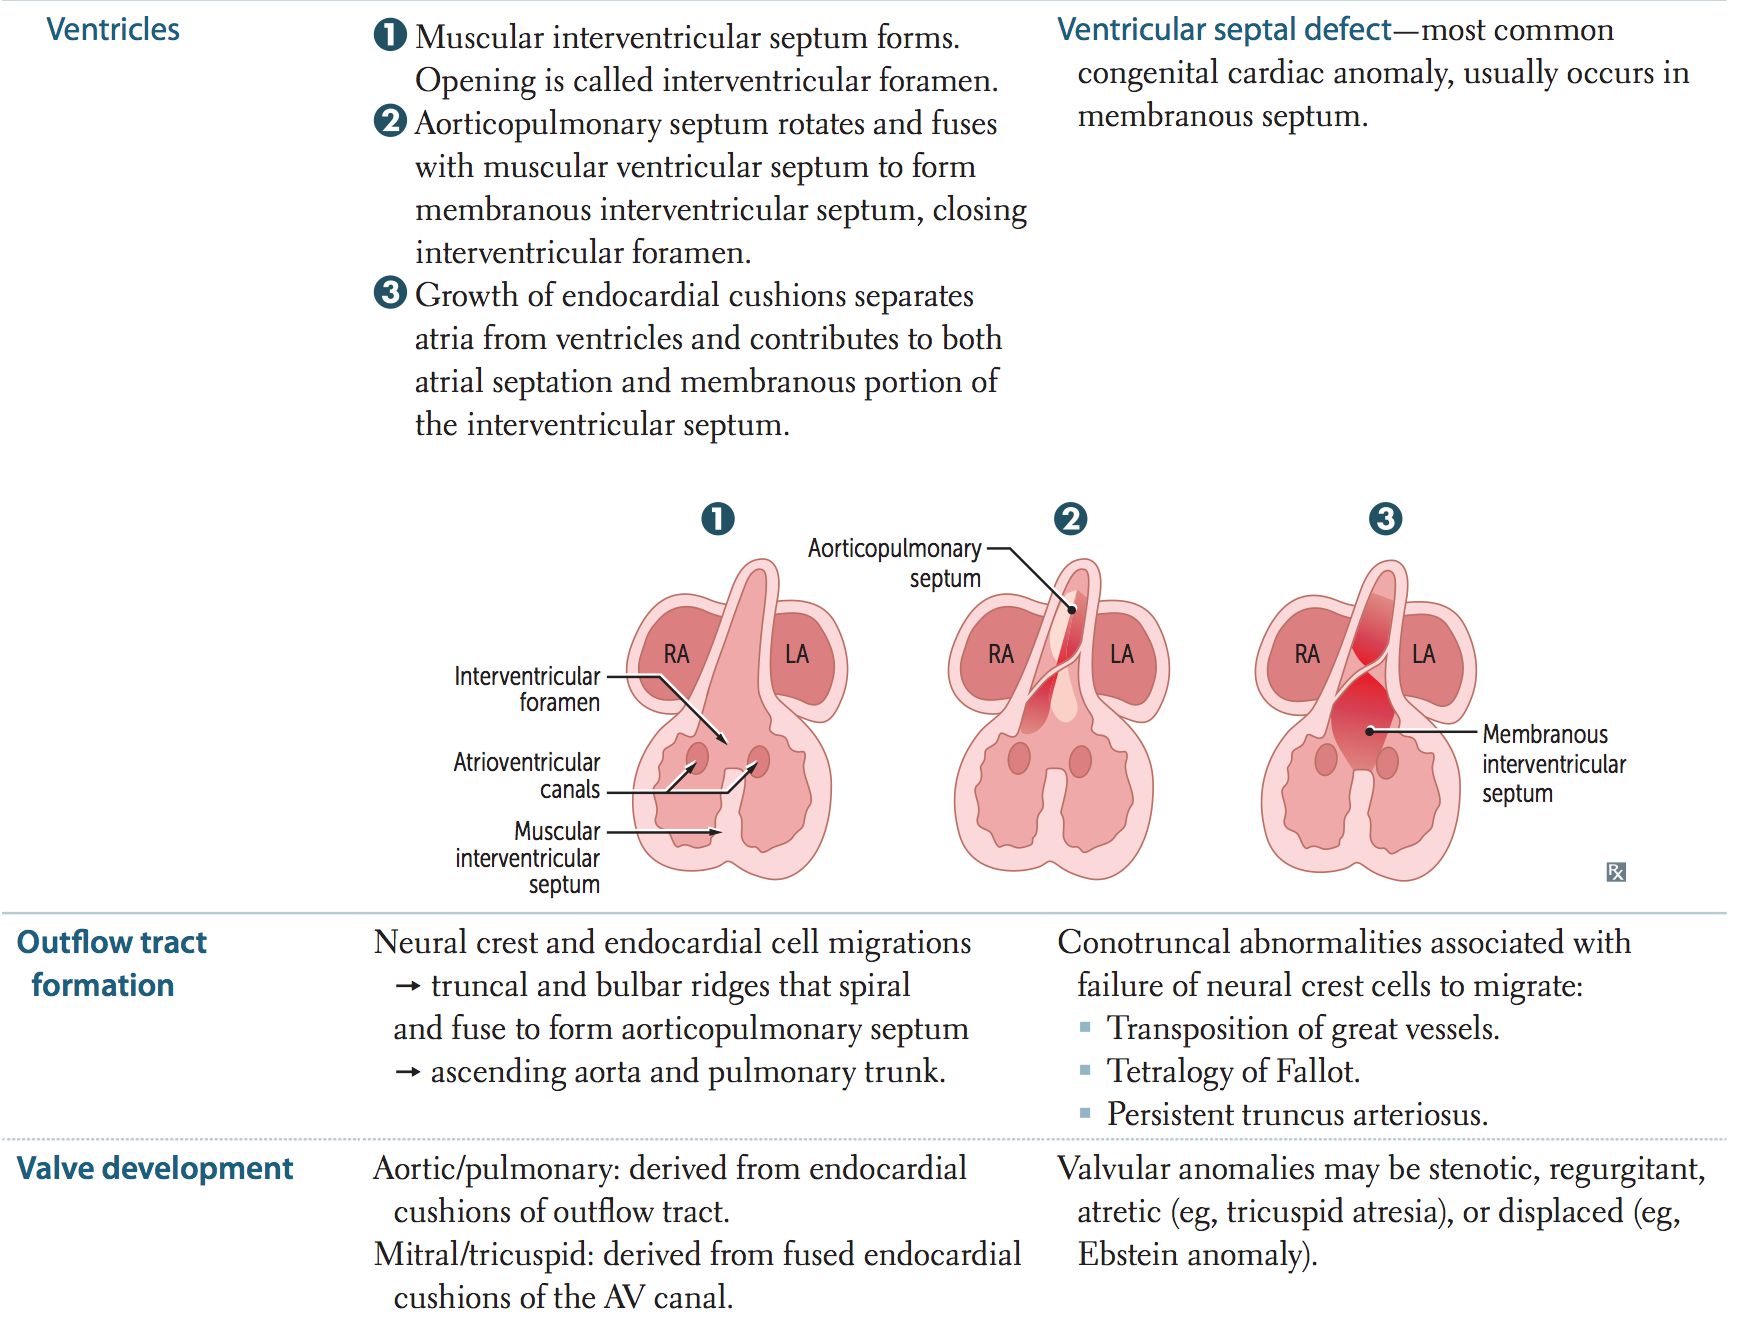 Ventricles
❶ Muscular interventricular septum forms.
Opening is called interventricular foramen.
❷ Aorticopulmonary septum rotates and fuses
with muscular ventricular septum to form
membranous interventricular septum, closing
interventricular foramen.
❸ Growth of endocardial cushions separates
atria from ventricles and contributes to both
atrial septation and membranous portion of
the interventricular septum.
Ventricular septal defect—most common
congenital cardiac anomaly, usually occurs in
membranous septum.
❶
Interventricular
foramen
Atrioventricular
canals
Muscular
interventricular
septum
RA
LA
❷
Aorticopulmonary
septum
RA
LA
❸
RA
LA
Membranous
interventricular
septum
Rx
Outflow tract
formation
Neural crest and endocardial cell migrations
→ truncal and bulbar ridges that spiral
and fuse to form aorticopulmonary septum
→ ascending aorta and pulmonary trunk.
Conotruncal abnormalities associated with
failure of neural crest cells to migrate:
▪ Transposition of great vessels.
▪ Tetralogy of Fallot.
▪ Persistent truncus arteriosus.
Valve development
Aortic/pulmonary: derived from endocardial
cushions of outflow tract.
Mitral/tricuspid: derived from fused endocardial
cushions of the AV canal.
Valvular anomalies may be stenotic, regurgitant,
atretic (eg, tricuspid atresia), or displaced (eg,
Ebstein anomaly).